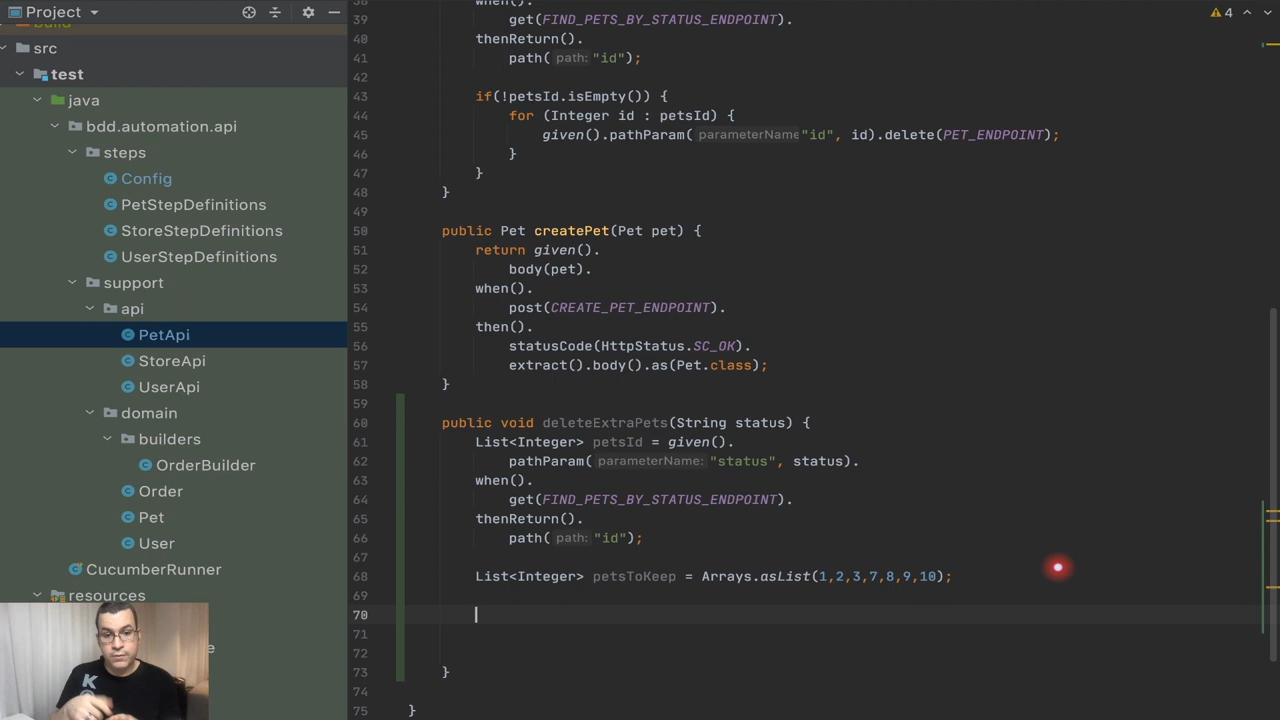 Project
4
build
src
test
java
bdd.automation.api
steps
Config
PetStepDefinitions
StoreStepDefinitions
UserStepDefinitions
support
api
PetApi
StoreApi
UserApi
domain
builders
OrderBuilder
Order
Pet
User
CucumberRunner
resources
K
38 when().
39 get(FIND_PETS_BY_STATUS_ENDPOINT).
40 thenReturn().
41 path( path: "id");
42
43 if(!petsId.isEmpty()) {
44 for (Integer id : petsId) {
45 given().pathParam( parameterName: "id", id).delete(PET_ENDPOINT);
46 }
47 }
48 }
49
50 public Pet createPet(Pet pet) {
51 return given().
52 body(pet).
53 when().
54 post(CREATE_PET_ENDPOINT).
55 then().
56 statusCode(HttpStatus.SC_OK).
57 extract().body().as(Pet.class);
58 }
59
60 public void deleteExtraPets(String status) {
61 List<Integer> petsId = given().
62 pathParam( parameterName: "status", status).
63 when().
64 get(FIND_PETS_BY_STATUS_ENDPOINT).
65 thenReturn().
66 path( path: "id");
67
68 List<Integer> petsToKeep = Arrays.asList(1,2,3,7,8,9,10);
69
70
71
72
73 }
74
75 }